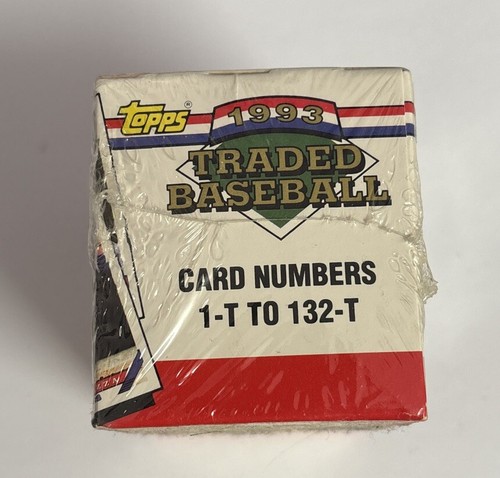 TOPPS®
1993
TRADED
BASEBALL
CARD NUMBERS
1-T TO 132-T